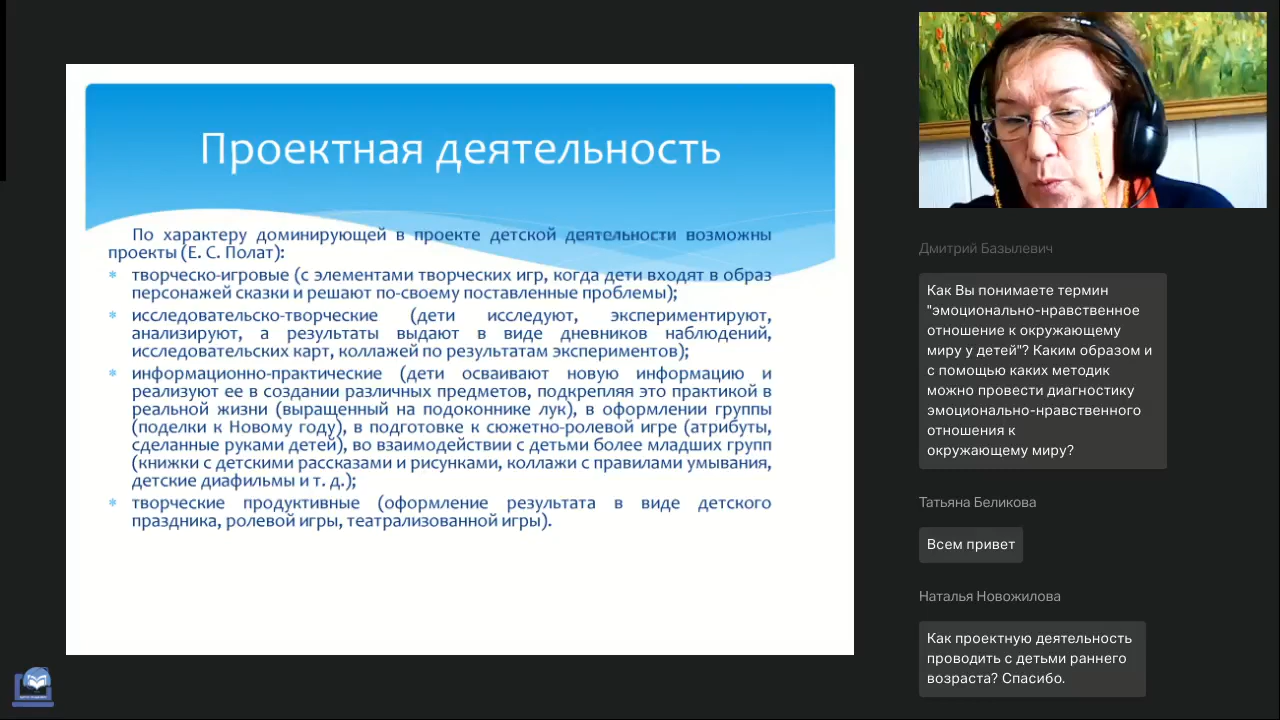 Проектная деятельность
По характеру доминирующей в проекте детской деятельности возможны
проекты (Е. С. Полат):
* творческо-игровые (с элементами творческих игр, когда дети входят в образ
персонажей сказки и решают по-своему поставленные проблемы);
* исследовательско-творческие (дети исследуют, экспериментируют,
анализируют, а результаты выдают в виде дневников наблюдений,
исследовательских карт, коллажей по результатам экспериментов);
* информационно-практические (дети осваивают новую информацию и
реализуют ее в создании различных предметов, подкрепляя это практикой в
реальной жизни (выращенный на подоконнике лук), в оформлении группы
(поделки к Новому году), в подготовке к сюжетно-ролевой игре (атрибуты,
сделанные руками детей), во взаимодействии с детьми более младших групп
(книжки с детскими рассказами и рисунками, коллажи с правилами умывания,
детские диафильмы и т. д.);
* творческие продуктивные (оформление результата в виде детского
праздника, ролевой игры, театрализованной игры).
Дмитрий Базылевич
Как Вы понимаете термин
"эмоционально-нравственное
отношение к окружающему
миру у детей"? Каким образом и
с помощью каких методик
можно провести диагностику
эмоционально-нравственного
отношения к
окружающему миру?
Татьяна Беликова
Всем привет
Наталья Новожилова
Как проектную деятельность
проводить с детьми раннего
возраста? Спасибо.